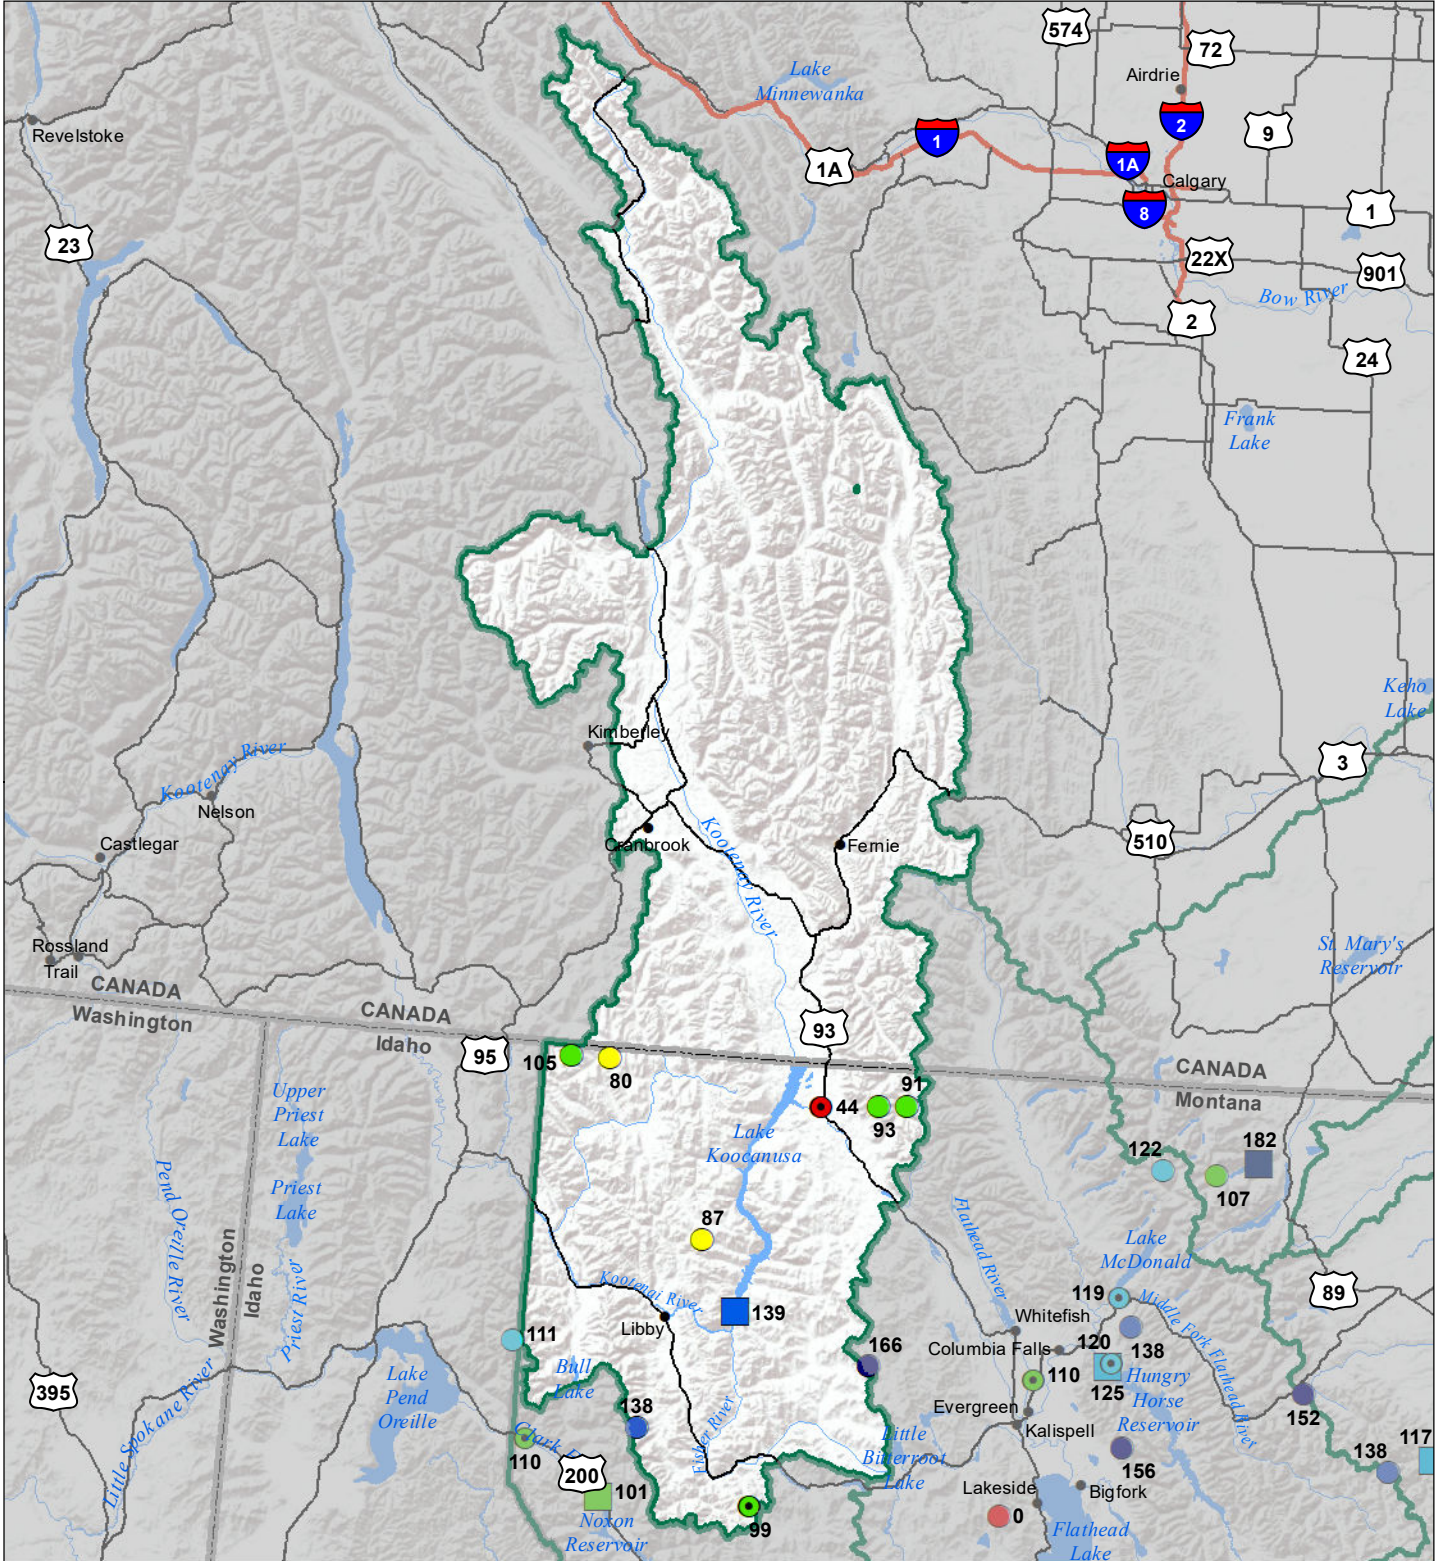 574
72
Airdrie
Lake
Minnewanka
2
9
1
Revelstoke
1A
1A
Calgary
8
1
23
22X
901
Bow River
2
24
Frank
Lake
Keho
Lake
Kimberley
Kootenay River
3
Nelson
Castlegar
Cranbrook
Kootenay River
Fernie
510
Rossland
Trail
St. Mary's
Reservoir
CANADA
Washington
CANADA
Idaho
95
93
105
80
CANADA
Montana
91
44
93
Upper
Priest
Lake
Lake
Koocanusa
122
182
107
Pend Oreille River
Priest
Lake
87
Flathead River
Lake
McDonald
Washington
Idaho
Priest River
Kootenai River
139
Libby
119
Middle Fork Flathead River
89
Whitefish
Columbia Falls
120
138
125
110
Hungry
Horse
Reservoir
111
166
Bull
Lake
Lake
Pend
Oreille
395
Little Spokane River
138
Evergreen
Kalispell
152
Clark
110
200
101
Noxon
Reservoir
Fisher River
Little
Bitterroot
Lake
156
138
117
Lakeside
Bigfork
0
99
Flathead
Lake